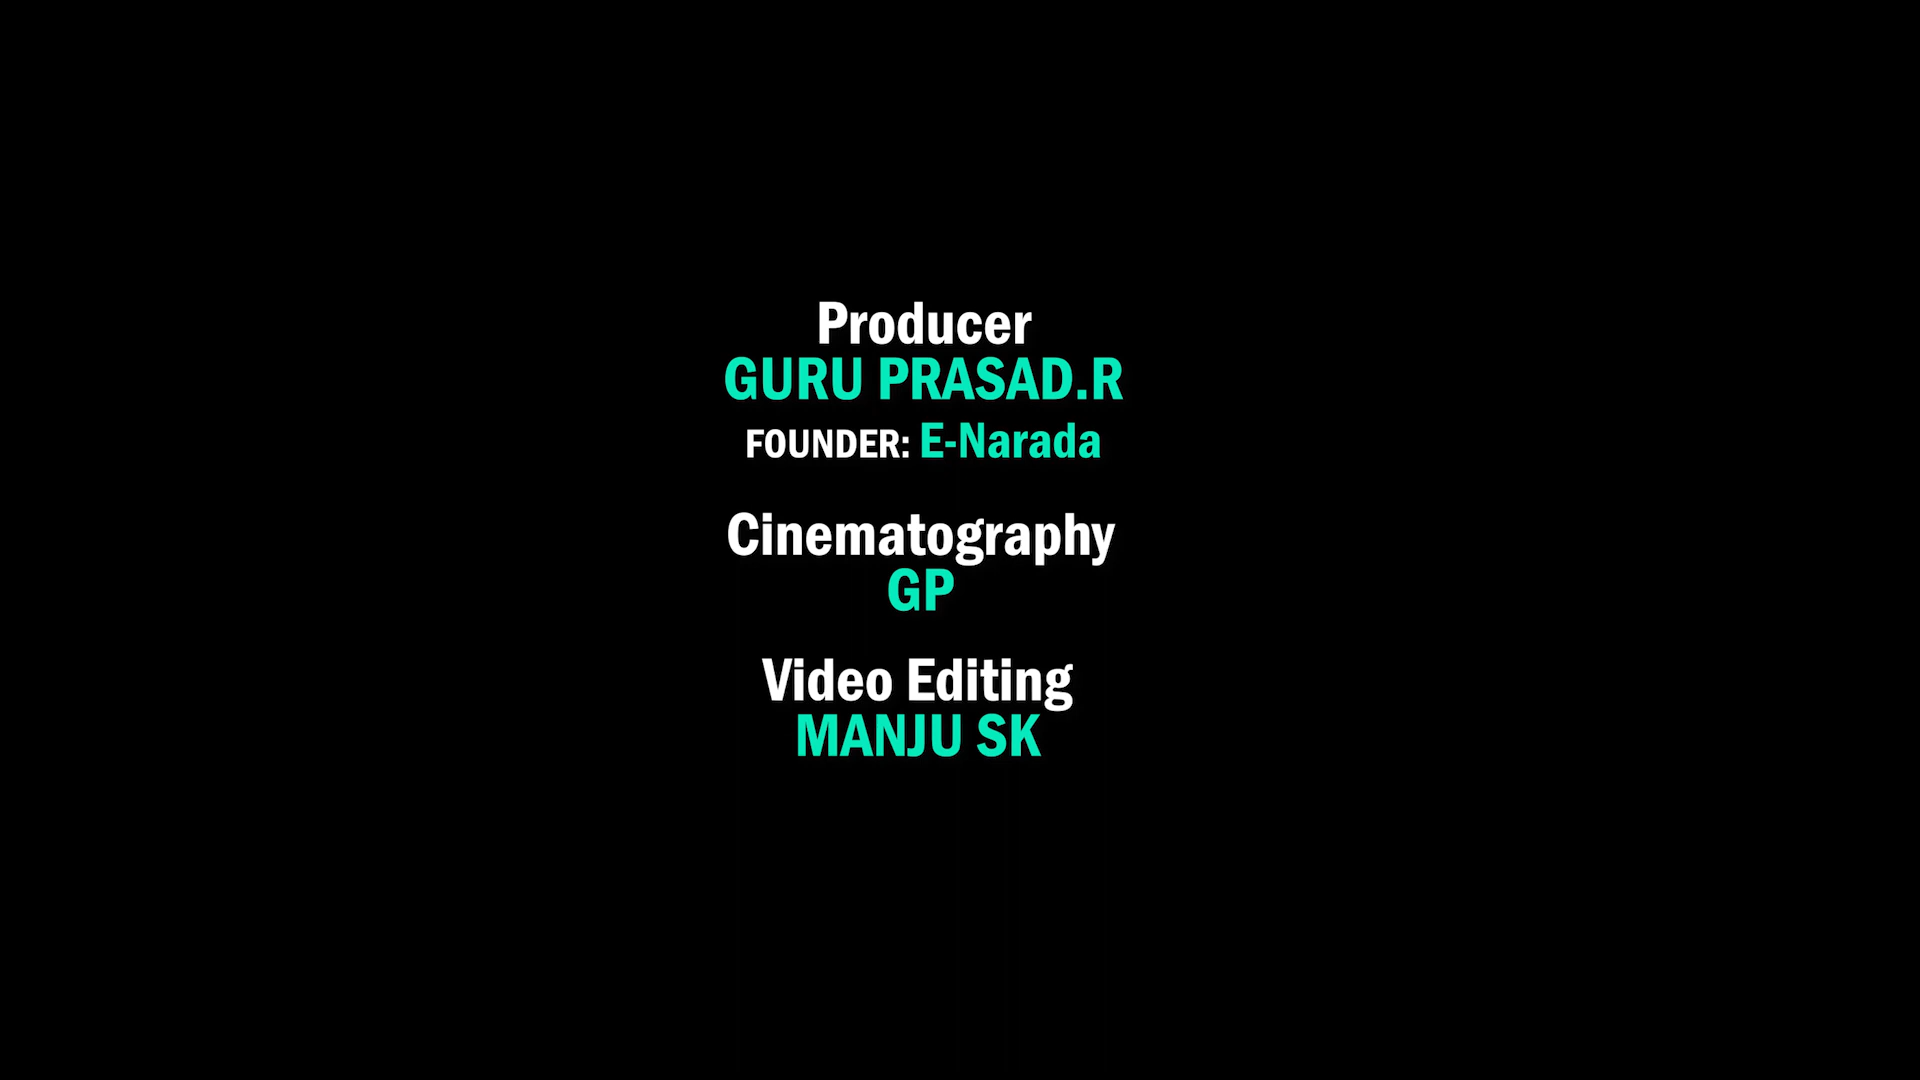 Producer
GURU PRASAD.R
FOUNDER: E-Narada
Cinematography
GP
Video Editing
MANJU SK